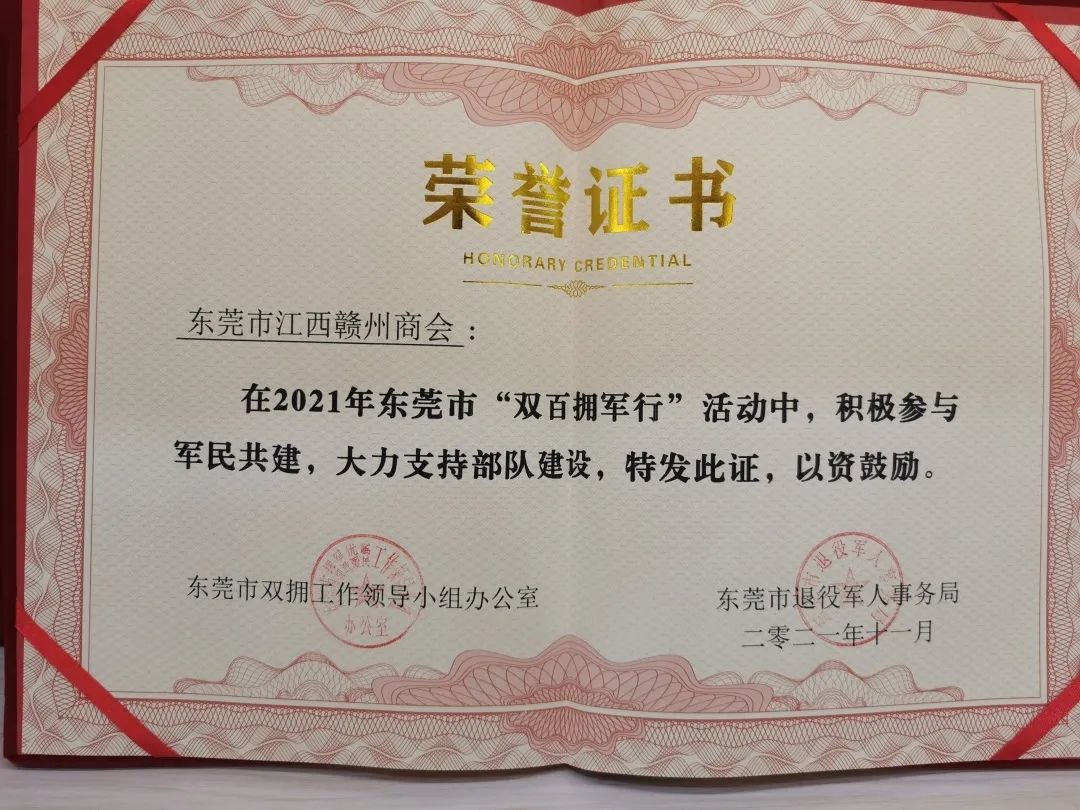 荣誉证书
HONORARY CREDENTIAL
东莞市江西赣州商会：
在2021年东莞市“双百拥军行”活动中，积极参与
军民共建，大力支持部队建设，特发此证，以资鼓励。
东莞市双拥工作领导小组办公室
办公室
东莞市退役军人事务局
二零二一年十一月